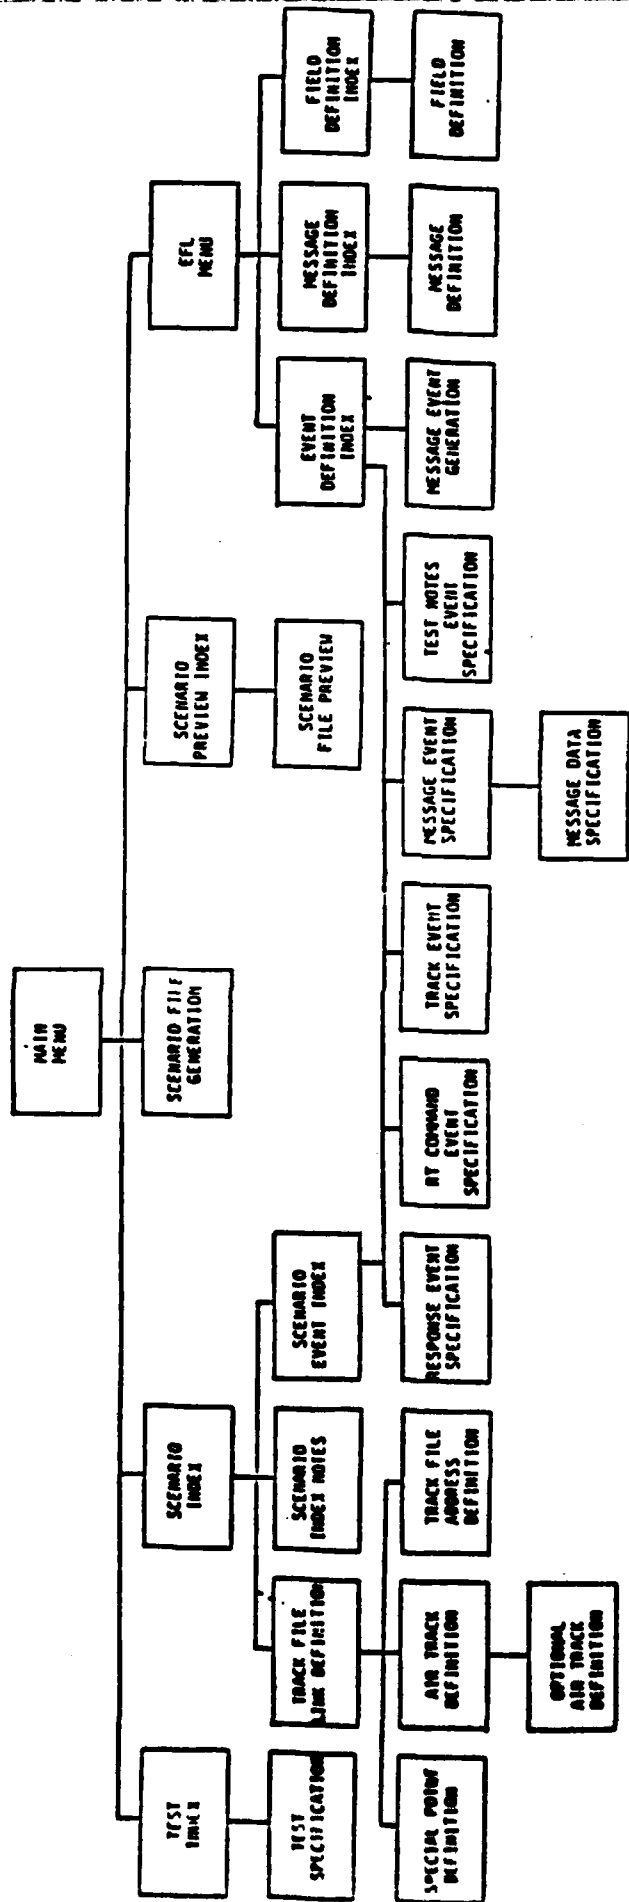 MAIN
MENU
TEST
INDEX
SCENARIO
INDEX
SCENARIO FILE
GENERATION
SCENARIO
PREVIEW INDEX
EFL
MENU
TEST
SPECIFICATION
TRACK FILE
LINK DEFINITION
SCENARIO
INDEX NOTES
SCENARIO
EVENT INDEX
SCENARIO
FILE PREVIEW
EVENT
DEFINITION
INDEX
MESSAGE
DEFINITION
INDEX
FIELD
DEFINITION
INDEX
SPECIAL POINT
DEFINITION
AIR TRACK
DEFINITION
TRACK FILE
ADDRESS
DEFINITION
RESPONSE EVENT
SPECIFICATION
RT COMMAND
EVENT
SPECIFICATION
TRACK EVENT
SPECIFICATION
MESSAGE EVENT
SPECIFICATION
TEST NOTES
EVENT
SPECIFICATION
MESSAGE EVENT
GENERATION
MESSAGE
DEFINITION
FIELD
DEFINITION
OPTIONAL
AIR TRACK
DEFINITION
MESSAGE DATA
SPECIFICATION